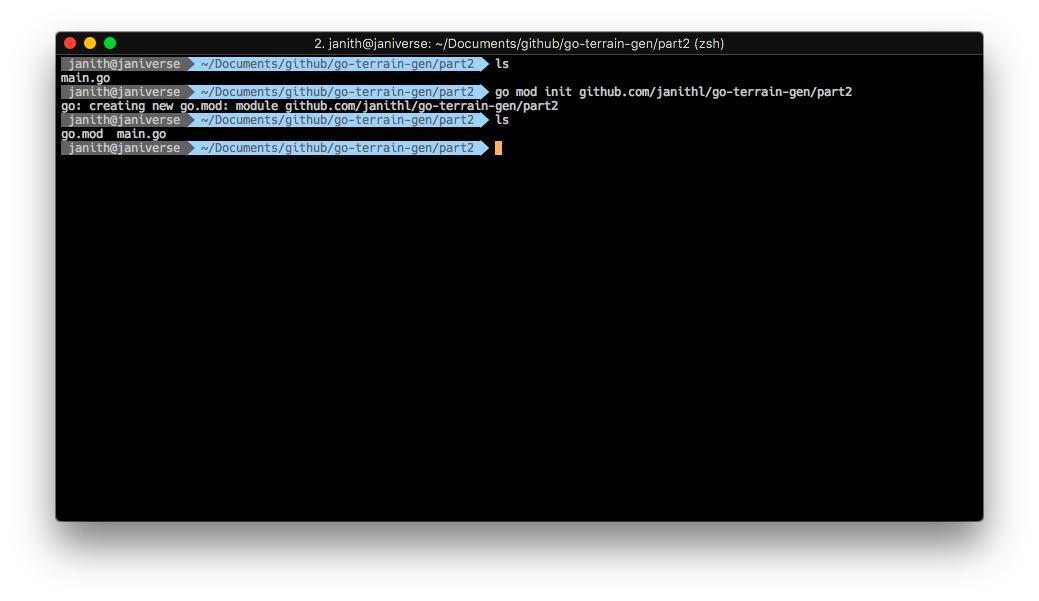 2. janith@janiverse: ~/Documents/github/go-terrain-gen/part2 (zsh)
janith@janiverse ~/Documents/github/go-terrain-gen/part2 ls
main.go
janith@janiverse ~/Documents/github/go-terrain-gen/part2 go mod init github.com/janithl/go-terrain-gen/part2
go: creating new go.mod: module github.com/janithl/go-terrain-gen/part2
janith@janiverse ~/Documents/github/go-terrain-gen/part2 ls
go.mod  main.go
janith@janiverse ~/Documents/github/go-terrain-gen/part2